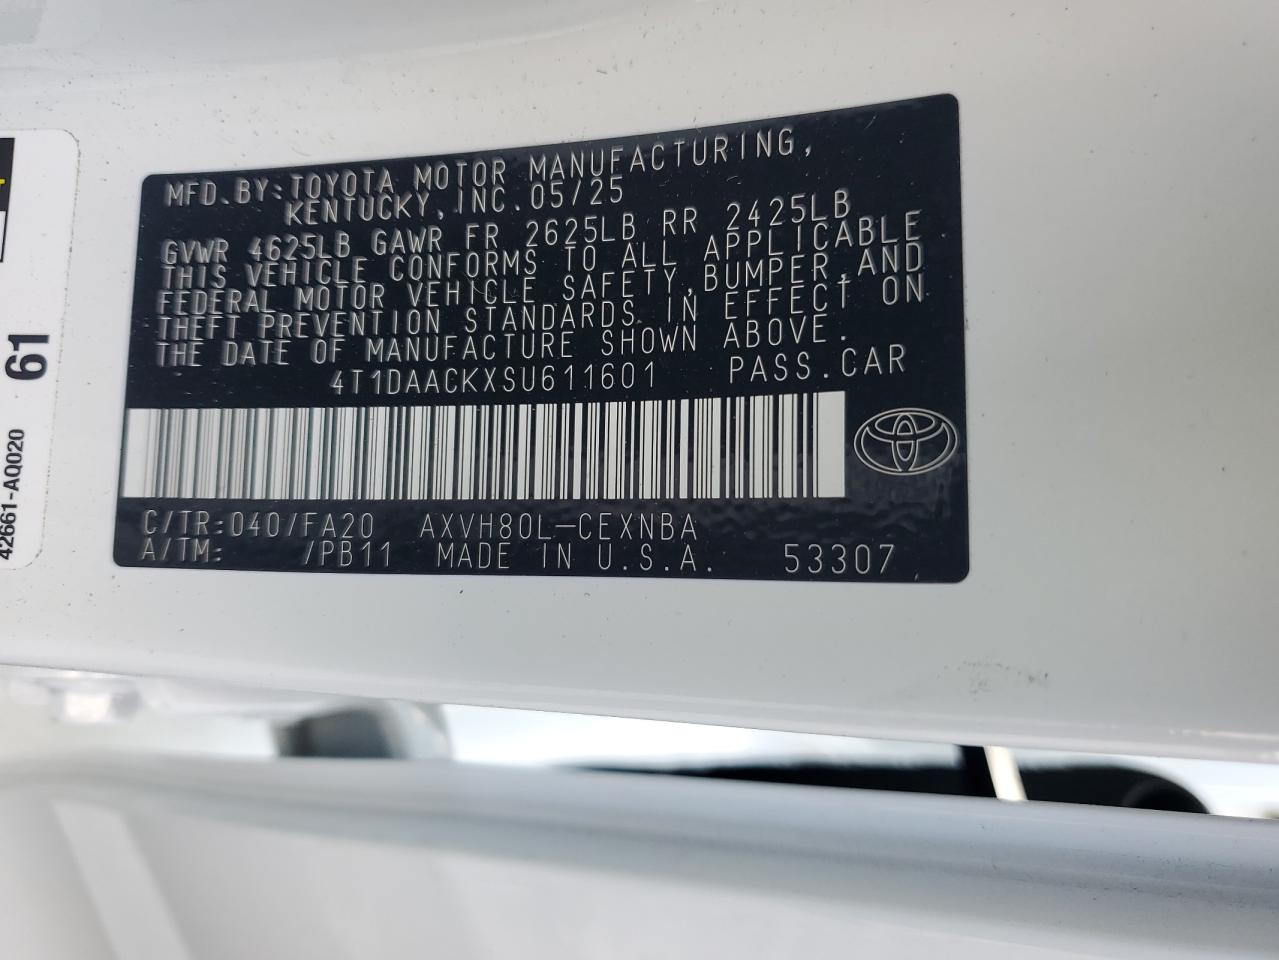 MFD.BY:TOYOTA MOTOR MANUFACTURING,
KENTUCKY,INC.05/25
GVWR 4625LB GAWR FR 2625LB RR 2425LB
THIS VEHICLE CONFORMS TO ALL APPLICABLE
FEDERAL MOTOR VEHICLE SAFETY,BUMPER,AND
THEFT PREVENTION STANDARDS IN EFFECT ON
THE DATE OF MANUFACTURE SHOWN ABOVE.
4T1DAACKXSU611601 PASS.CAR
C/TR:040/FA20 AXVH80L-CEXNBA
A/TM: /PB11 MADE IN U.S.A. 53307
61
42661-AQ020